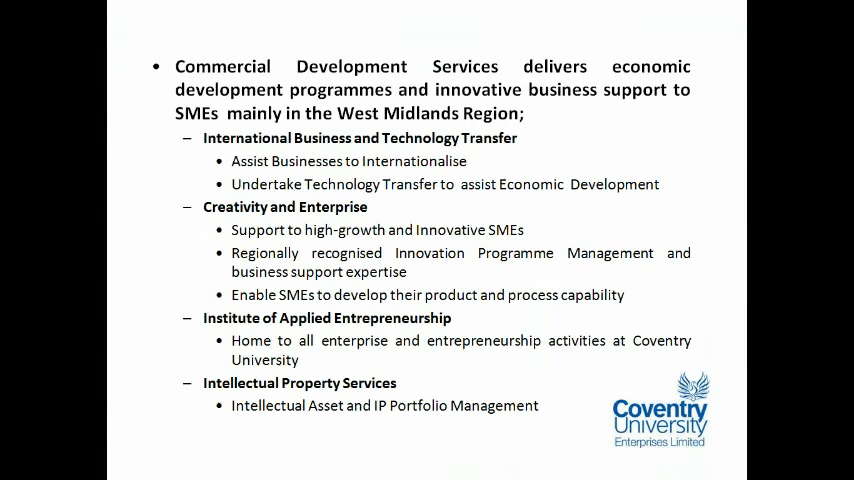 • Commercial Development Services delivers economic
development programmes and innovative business support to
SMEs mainly in the West Midlands Region;
– International Business and Technology Transfer
• Assist Businesses to Internationalise
• Undertake Technology Transfer to assist Economic Development
– Creativity and Enterprise
• Support to high-growth and Innovative SMEs
• Regionally recognised Innovation Programme Management and
business support expertise
• Enable SMEs to develop their product and process capability
– Institute of Applied Entrepreneurship
• Home to all enterprise and entrepreneurship activities at Coventry
University
– Intellectual Property Services
• Intellectual Asset and IP Portfolio Management
Coventry
University
Enterprises Limited